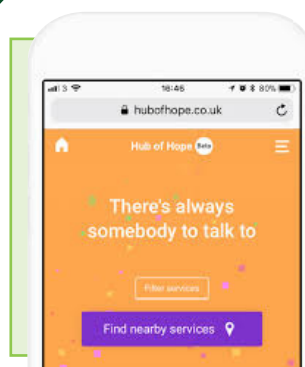 3 16:46 80%
hubofhope.co.uk
Hub of Hope Beta
There's always
somebody to talk to
Filter services
Find nearby services